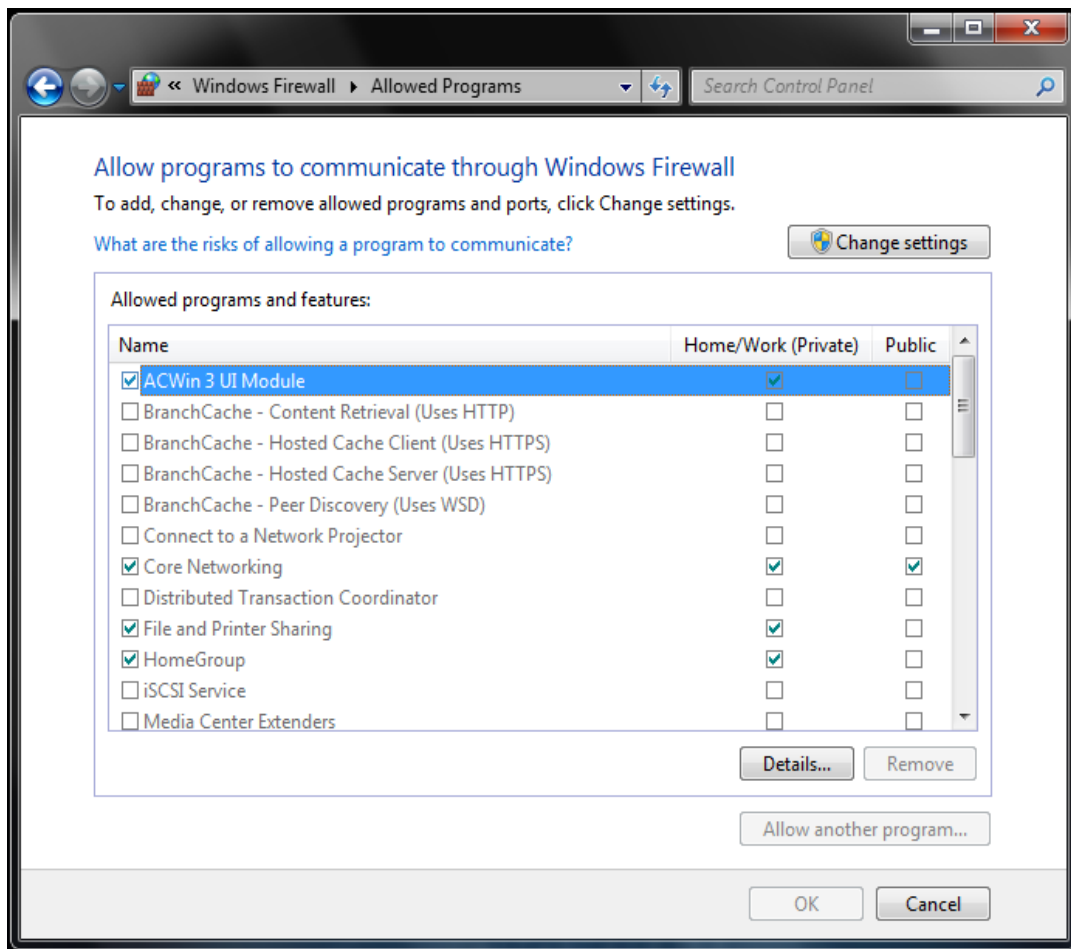 « Windows Firewall ▸ Allowed Programs
Search Control Panel
Allow programs to communicate through Windows Firewall
To add, change, or remove allowed programs and ports, click Change settings.
What are the risks of allowing a program to communicate?
Change settings
Allowed programs and features:
Name Home/Work (Private) Public
ACWin 3 UI Module
BranchCache - Content Retrieval (Uses HTTP)
BranchCache - Hosted Cache Client (Uses HTTPS)
BranchCache - Hosted Cache Server (Uses HTTPS)
BranchCache - Peer Discovery (Uses WSD)
Connect to a Network Projector
Core Networking
Distributed Transaction Coordinator
File and Printer Sharing
HomeGroup
iSCSI Service
Media Center Extenders
Details... Remove
Allow another program...
OK Cancel